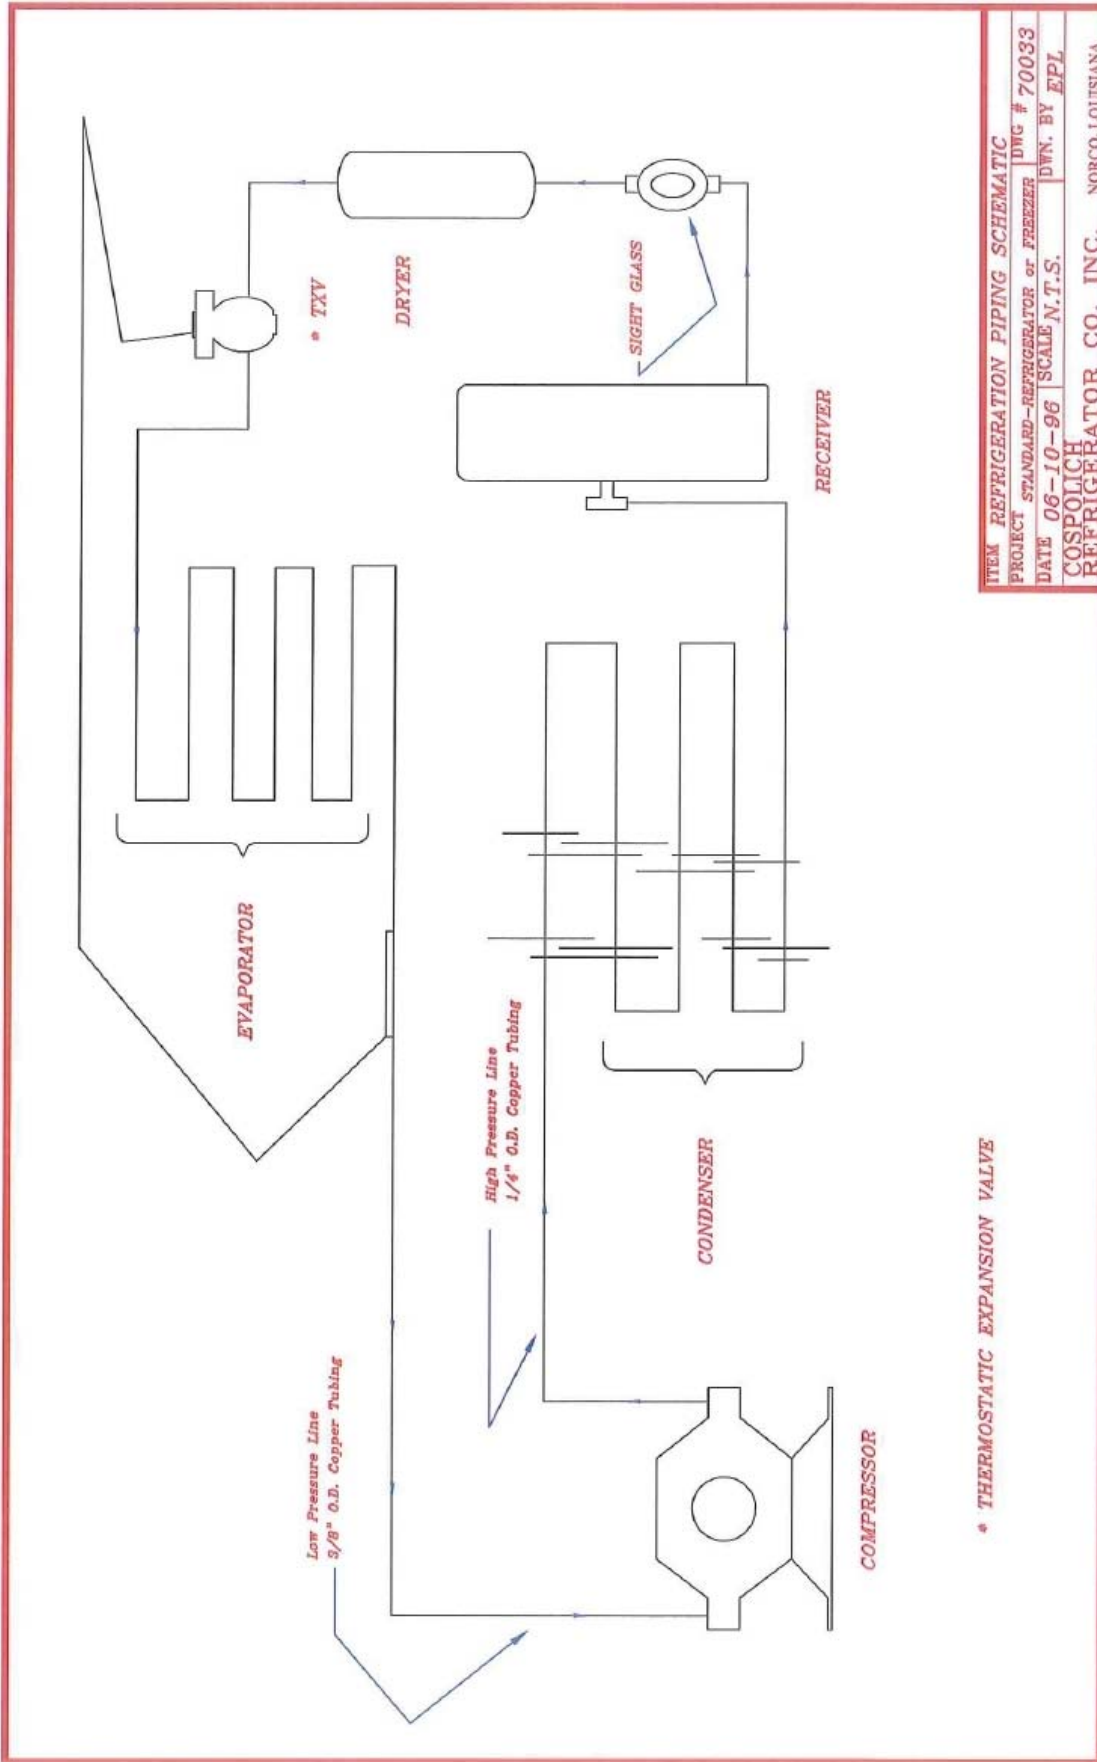 * TXV
DRYER
SIGHT GLASS
RECEIVER
EVAPORATOR
High Pressure Line
1/4" O.D. Copper Tubing
CONDENSER
Low Pressure Line
3/8" O.D. Copper Tubing
COMPRESSOR
* THERMOSTATIC EXPANSION VALVE
ITEM REFRIGERATION PIPING SCHEMATIC
PROJECT STANDARD-REFRIGERATOR or FREEZER DWG # 70033
DATE 06-10-96 SCALE N.T.S. DWN. BY EPL
COSPOLICH
REFRIGERATOR CO. INC. NORCO LOUISIANA